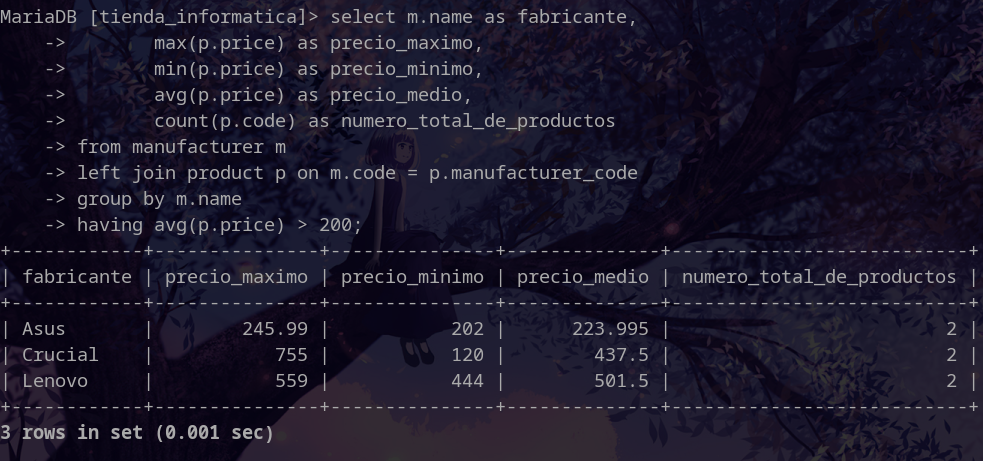 MariaDB [tienda_informatica]> select m.name as fabricante,
    ->        max(p.price) as precio_maximo,
    ->        min(p.price) as precio_minimo,
    ->        avg(p.price) as precio_medio,
    ->        count(p.code) as numero_total_de_productos
    -> from manufacturer m
    -> left join product p on m.code = p.manufacturer_code
    -> group by m.name
    -> having avg(p.price) > 200;
+------------+---------------+---------------+--------------+---------------------------+
| fabricante | precio_maximo | precio_minimo | precio_medio | numero_total_de_productos |
+------------+---------------+---------------+--------------+---------------------------+
| Asus       |        245.99 |           202 |      223.995 |                         2 |
| Crucial    |           755 |           120 |        437.5 |                         2 |
| Lenovo     |           559 |           444 |        501.5 |                         2 |
+------------+---------------+---------------+--------------+---------------------------+
3 rows in set (0.001 sec)